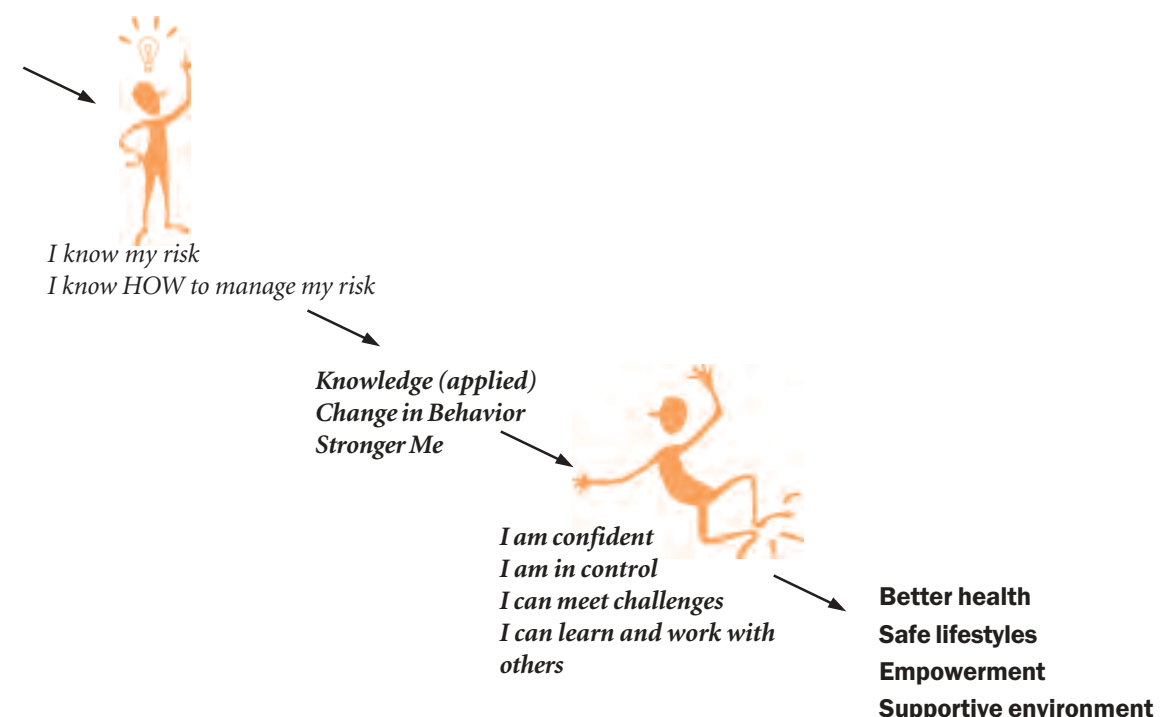 I know my risk
I know HOW to manage my risk
Knowledge (applied)
Change in Behavior
Stronger Me
I am confident
I am in control
I can meet challenges
I can learn and work with
others
Better health
Safe lifestyles
Empowerment
Supportive environment